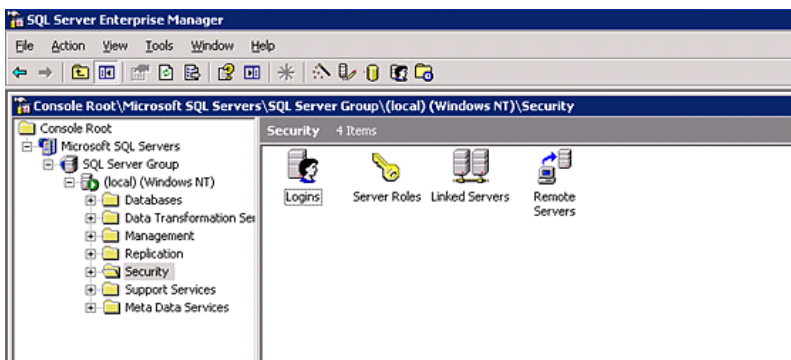 SQL Server Enterprise Manager
File Action View Tools Window Help
Console Root\Microsoft SQL Servers\SQL Server Group\(local) (Windows NT)\Security
Console Root
Microsoft SQL Servers
SQL Server Group
(local) (Windows NT)
Databases
Data Transformation Ser
Management
Replication
Security
Support Services
Meta Data Services
Security 4 Items
Logins
Server Roles
Linked Servers
Remote
Servers